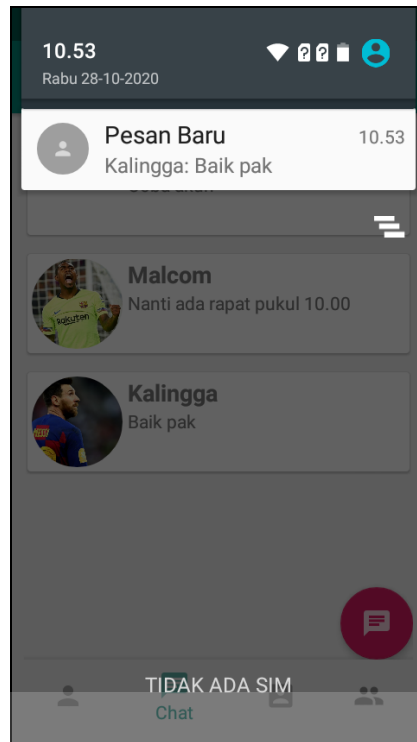 10.53
Rabu 28-10-2020
Pesan Baru 10.53
Kalingga: Baik pak
Malcom
Nanti ada rapat pukul 10.00
Rakuten
Kalingga
Baik pak
TIDAK ADA SIM
Chat